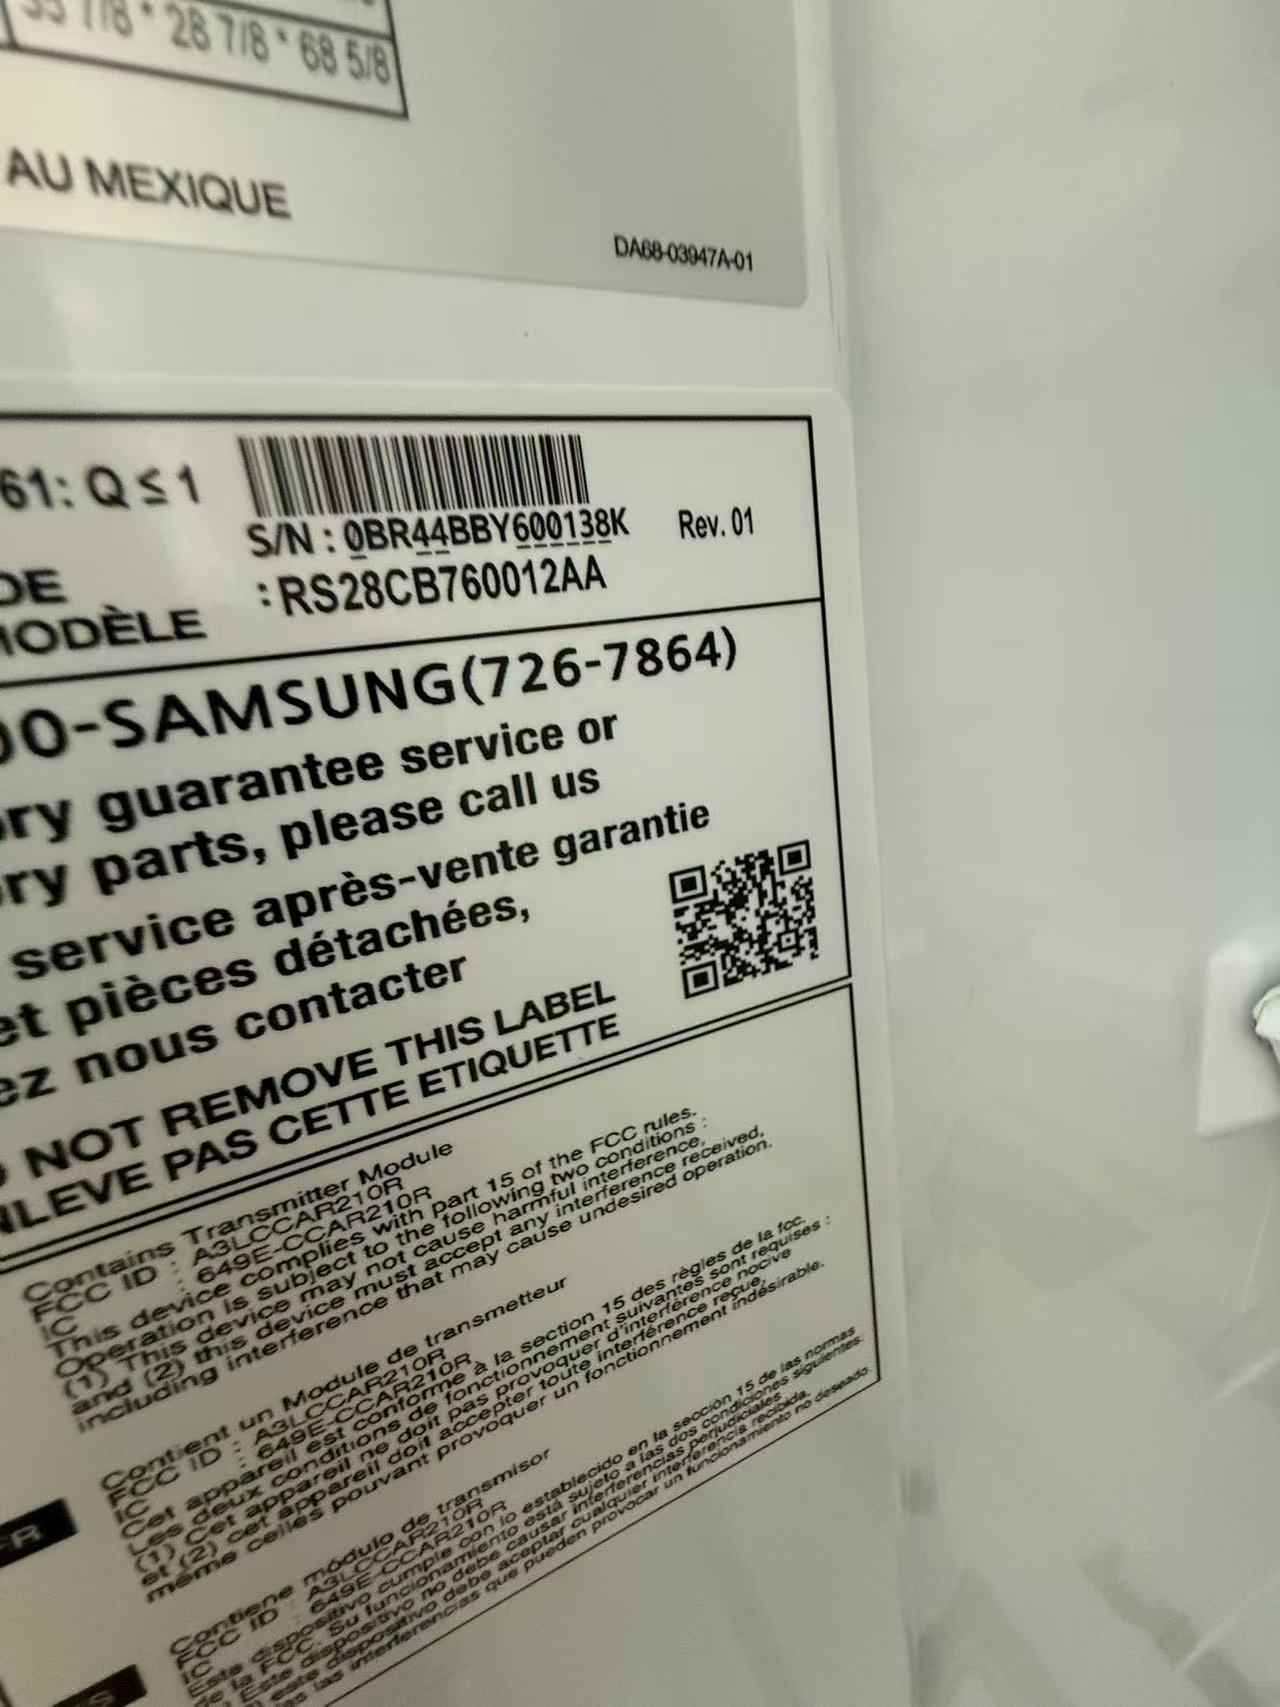 35 7/8 * 28 7/8 * 68 5/8
AU MEXIQUE
DA68-03947A-01
61: Q ≤ 1
S/N : 0BR44BBY600138K Rev. 01
DE
MODÈLE : RS28CB760012AA
00-SAMSUNG(726-7864)
ory guarantee service or
ory parts, please call us
service après-vente garantie
et pièces détachées,
ez nous contacter
O NOT REMOVE THIS LABEL
NLEVE PAS CETTE ETIQUETTE
Contains Transmitter Module
FCC ID : A3LCCAR210R
IC : 649E-CCAR210R
This device complies with part 15 of the FCC rules.
Operation is subject to the following two conditions :
(1) This device may not cause harmful interference,
and (2) this device must accept any interference received,
including interference that may cause undesired operation.
Contient un Module de transmetteur
FCC ID : A3LCCAR210R
IC : 649E-CCAR210R
Cet appareil est conforme à la section 15 des règles de la fcc.
Les deux conditions de fonctionnement suivantes sont requises :
(1) Cet appareil ne doit pas provoquer d'interférence nocive
et (2) cet appareil doit accepter toute interférence reçue,
même celles pouvant provoquer un fonctionnement indésirable.
FR
Contiene módulo de transmisor
FCC ID : A3LCCAR210R
IC : 649E-CCAR210R
Este dispositivo cumple con lo establecido en la sección 15 de las normas
de la FCC. Su funcionamiento está sujeto a las dos condiciones siguientes:
Este dispositivo no debe causar interferencias perjudiciales
este dispositivo debe aceptar cualquier interferencia recibida,
las interferencias que pueden provocar un funcionamiento no deseado.
ES